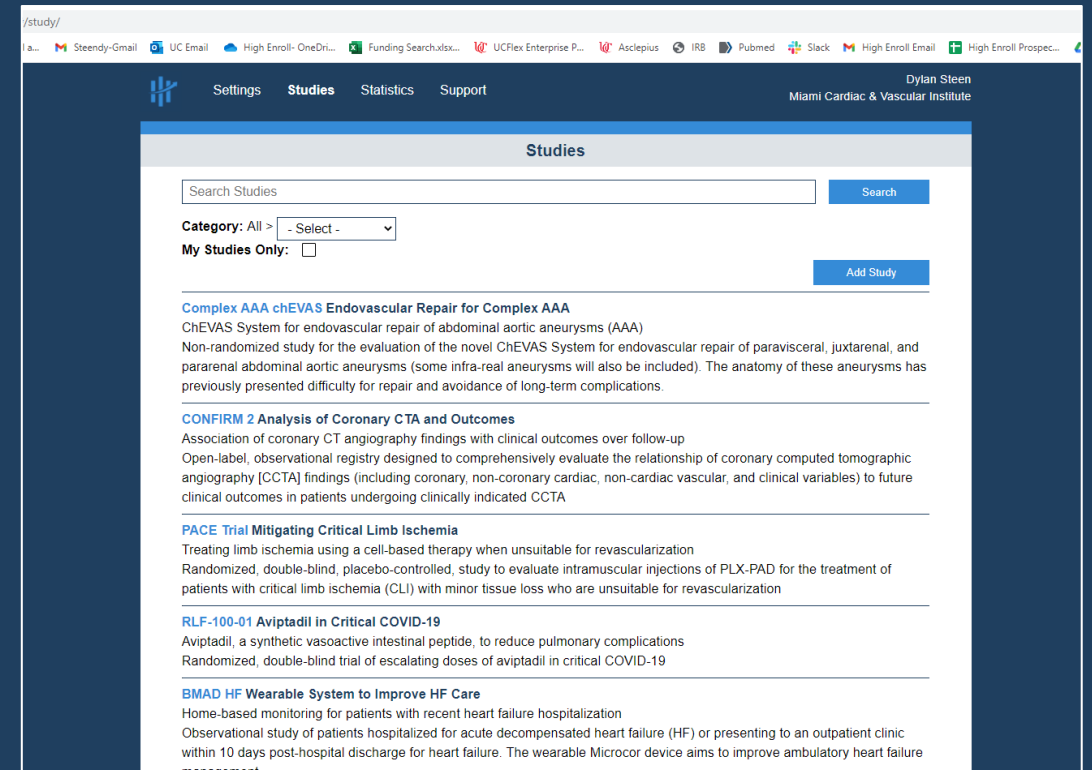 /study/
l a... Steendy-Gmail UC Email High Enroll- OneDri... Funding Search.xlsx... UCFlex Enterprise P... Asclepius IRB Pubmed Slack High Enroll Email High Enroll Prospec...
Settings Studies Statistics Support
Dylan Steen
Miami Cardiac & Vascular Institute
Studies
Search Studies Search
Category: All > - Select -
My Studies Only:
Add Study
Complex AAA chEVAS Endovascular Repair for Complex AAA
ChEVAS System for endovascular repair of abdominal aortic aneurysms (AAA)
Non-randomized study for the evaluation of the novel ChEVAS System for endovascular repair of paravisceral, juxtarenal, and
pararenal abdominal aortic aneurysms (some infra-real aneurysms will also be included). The anatomy of these aneurysms has
previously presented difficulty for repair and avoidance of long-term complications.
CONFIRM 2 Analysis of Coronary CTA and Outcomes
Association of coronary CT angiography findings with clinical outcomes over follow-up
Open-label, observational registry designed to comprehensively evaluate the relationship of coronary computed tomographic
angiography [CCTA] findings (including coronary, non-coronary cardiac, non-cardiac vascular, and clinical variables) to future
clinical outcomes in patients undergoing clinically indicated CCTA
PACE Trial Mitigating Critical Limb Ischemia
Treating limb ischemia using a cell-based therapy when unsuitable for revascularization
Randomized, double-blind, placebo-controlled, study to evaluate intramuscular injections of PLX-PAD for the treatment of
patients with critical limb ischemia (CLI) with minor tissue loss who are unsuitable for revascularization
RLF-100-01 Aviptadil in Critical COVID-19
Aviptadil, a synthetic vasoactive intestinal peptide, to reduce pulmonary complications
Randomized, double-blind trial of escalating doses of aviptadil in critical COVID-19
BMAD HF Wearable System to Improve HF Care
Home-based monitoring for patients with recent heart failure hospitalization
Observational study of patients hospitalized for acute decompensated heart failure (HF) or presenting to an outpatient clinic
within 10 days post-hospital discharge for heart failure. The wearable Microcor device aims to improve ambulatory heart failure